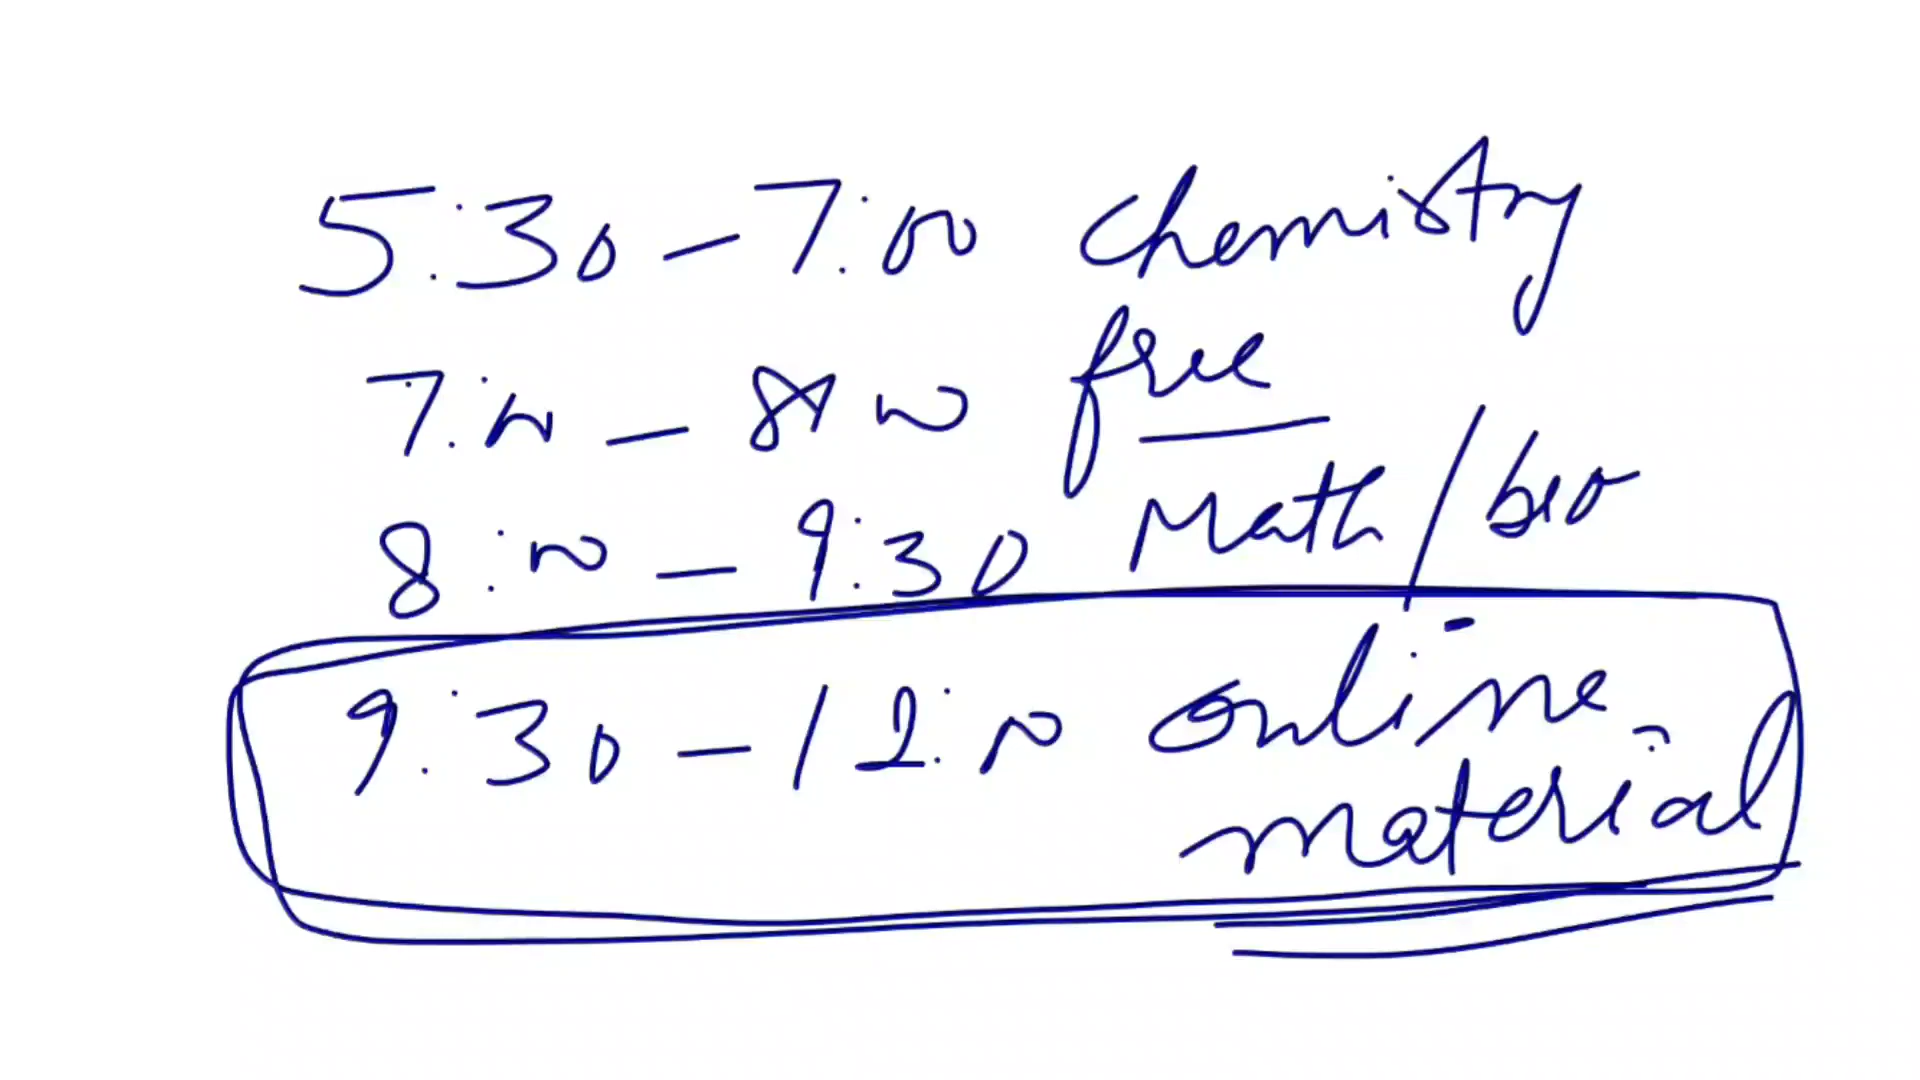 5:30 - 7:00 Chemistry
7:00 - 8:00 free
8:00 - 9:30 Math / bio
9:30 - 12:00 online
material